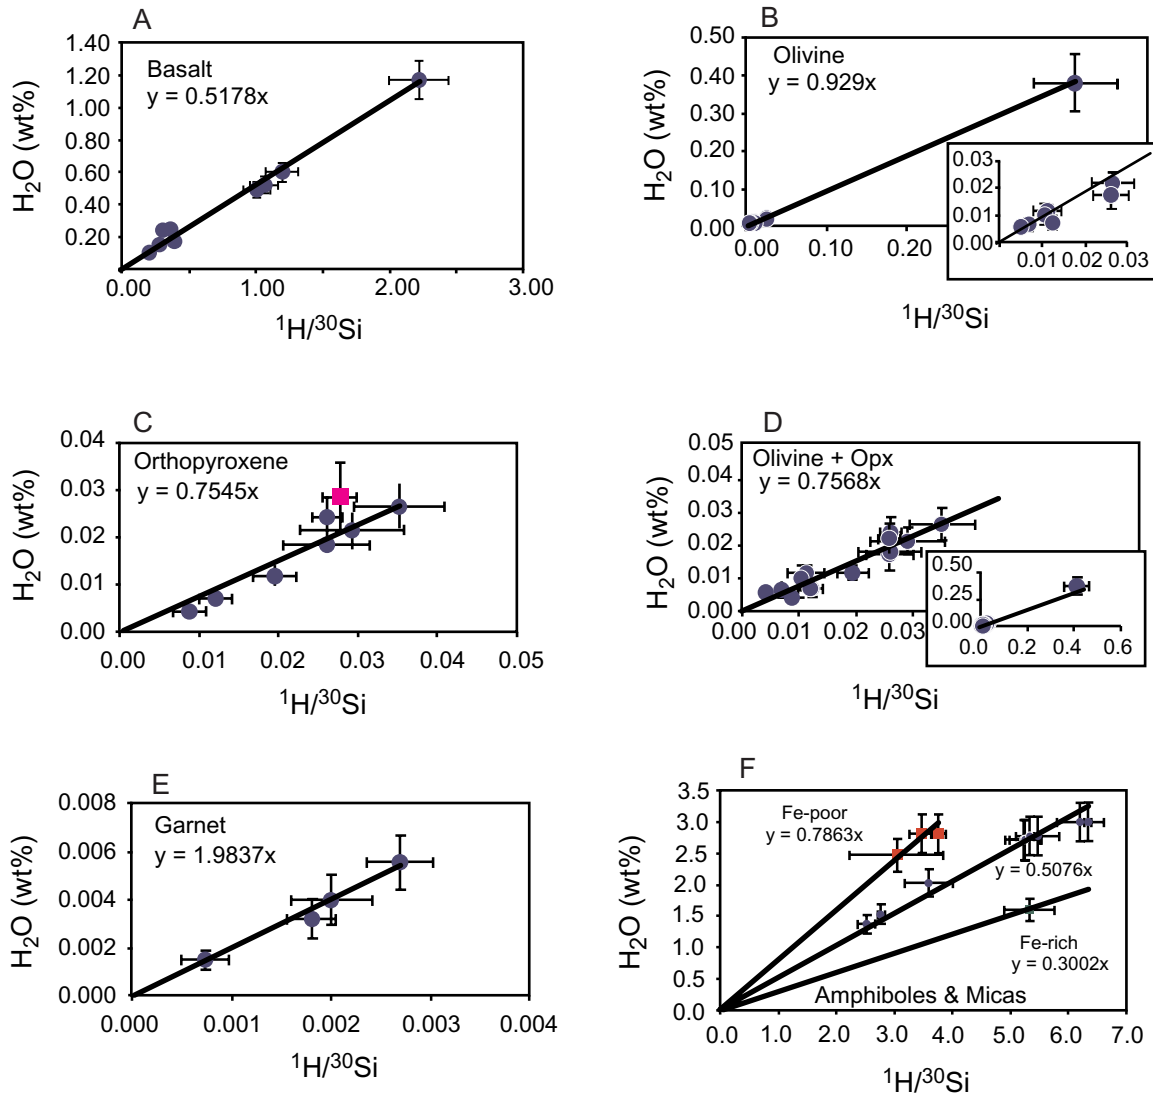 A
1.40
1.20
1.00
0.80
0.60
0.40
0.20
Basalt
y = 0.5178x
H₂O (wt%)
0.00 1.00 2.00 3.00
¹H/³⁰Si
B
0.50
0.40
0.30
0.20
0.10
0.00
Olivine
y = 0.929x
H₂O (wt%)
0.00 0.10 0.20
0.03
0.02
0.01
0.00
0.01 0.02 0.03
¹H/³⁰Si
C
0.04
0.03
0.02
0.01
0.00
Orthopyroxene
y = 0.7545x
H₂O (wt%)
0.00 0.01 0.02 0.03 0.04 0.05
¹H/³⁰Si
D
0.05
0.04
0.03
0.02
0.01
0.00
Olivine + Opx
y = 0.7568x
H₂O (wt%)
0.00 0.01 0.02 0.03
0.50
0.25
0.00
0.0 0.2 0.4 0.6
¹H/³⁰Si
E
0.008
0.006
0.004
0.002
0.000
Garnet
y = 1.9837x
H₂O (wt%)
0.000 0.001 0.002 0.003 0.004
¹H/³⁰Si
F
3.5
3.0
2.5
2.0
1.5
1.0
0.5
0.0
Fe-poor
y = 0.7863x
y = 0.5076x
Fe-rich
y = 0.3002x
Amphiboles & Micas
H₂O (wt%)
0.0 1.0 2.0 3.0 4.0 5.0 6.0 7.0
¹H/³⁰Si